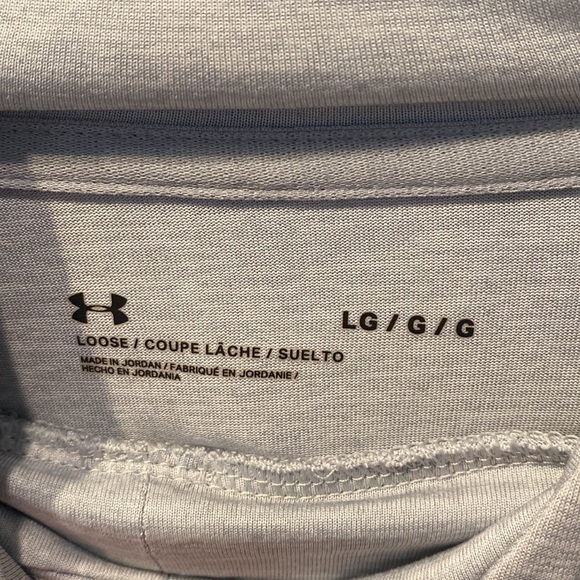 LG / G / G
LOOSE / COUPE LÂCHE / SUELTO
MADE IN JORDAN / FABRIQUÉ EN JORDANIE /
HECHO EN JORDANIA